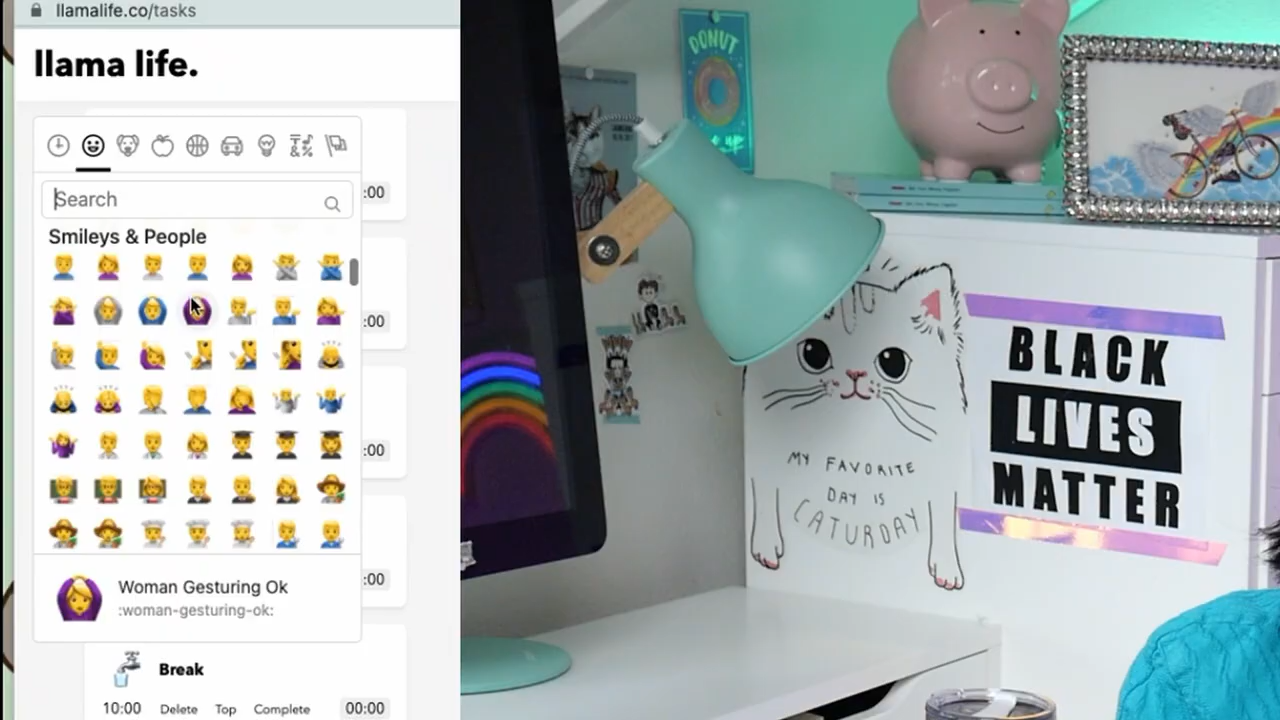 llamalife.co/tasks
llama life.
Search
Smileys & People
:00
:00
:00
:00
Woman Gesturing Ok
:woman-gesturing-ok:
Break
10:00 Delete Top Complete 00:00
DONUT
MY FAVORITE
DAY IS
CATURDAY
BLACK
LIVES
MATTER